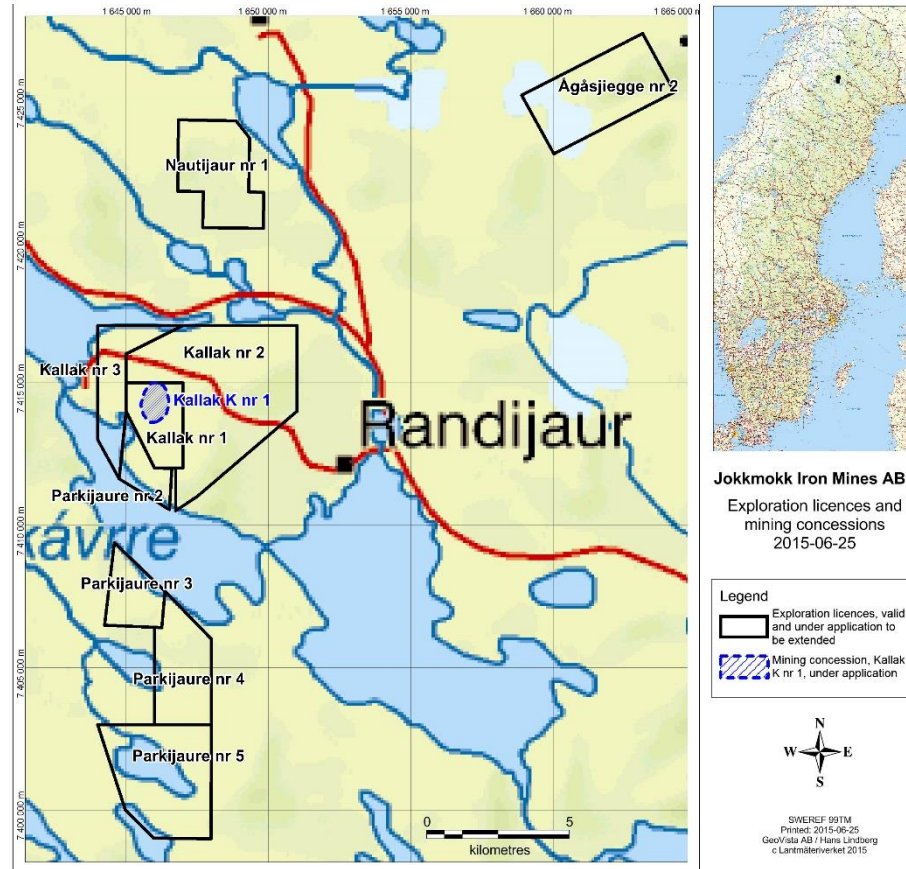 1 645 000 m
1 650 000 m
1 655 000 m
1 660 000 m
1 665 000 m
7 425 000 m
7 420 000 m
7 415 000 m
7 410 000 m
7 405 000 m
7 400 000 m
Ågåsjiegge nr 2
Nautijaur nr 1
Kallak nr 2
Kallak nr 3
Kallak K nr 1
Kallak nr 1
Randijaur
Parkijaure nr 2
kávrre
Parkijaure nr 3
Parkijaure nr 4
Parkijaure nr 5
0 5
kilometres
Jokkmokk Iron Mines AB
Exploration licences and
mining concessions
2015-06-25
Legend
Exploration licences, valid
and under application to
be extended
Mining concession, Kallak
K nr 1, under application
N
W E
S
SWEREF 99TM
Printed: 2015-06-25
GeoVista AB / Hans Lindberg
c Lantmäteriverket 2015